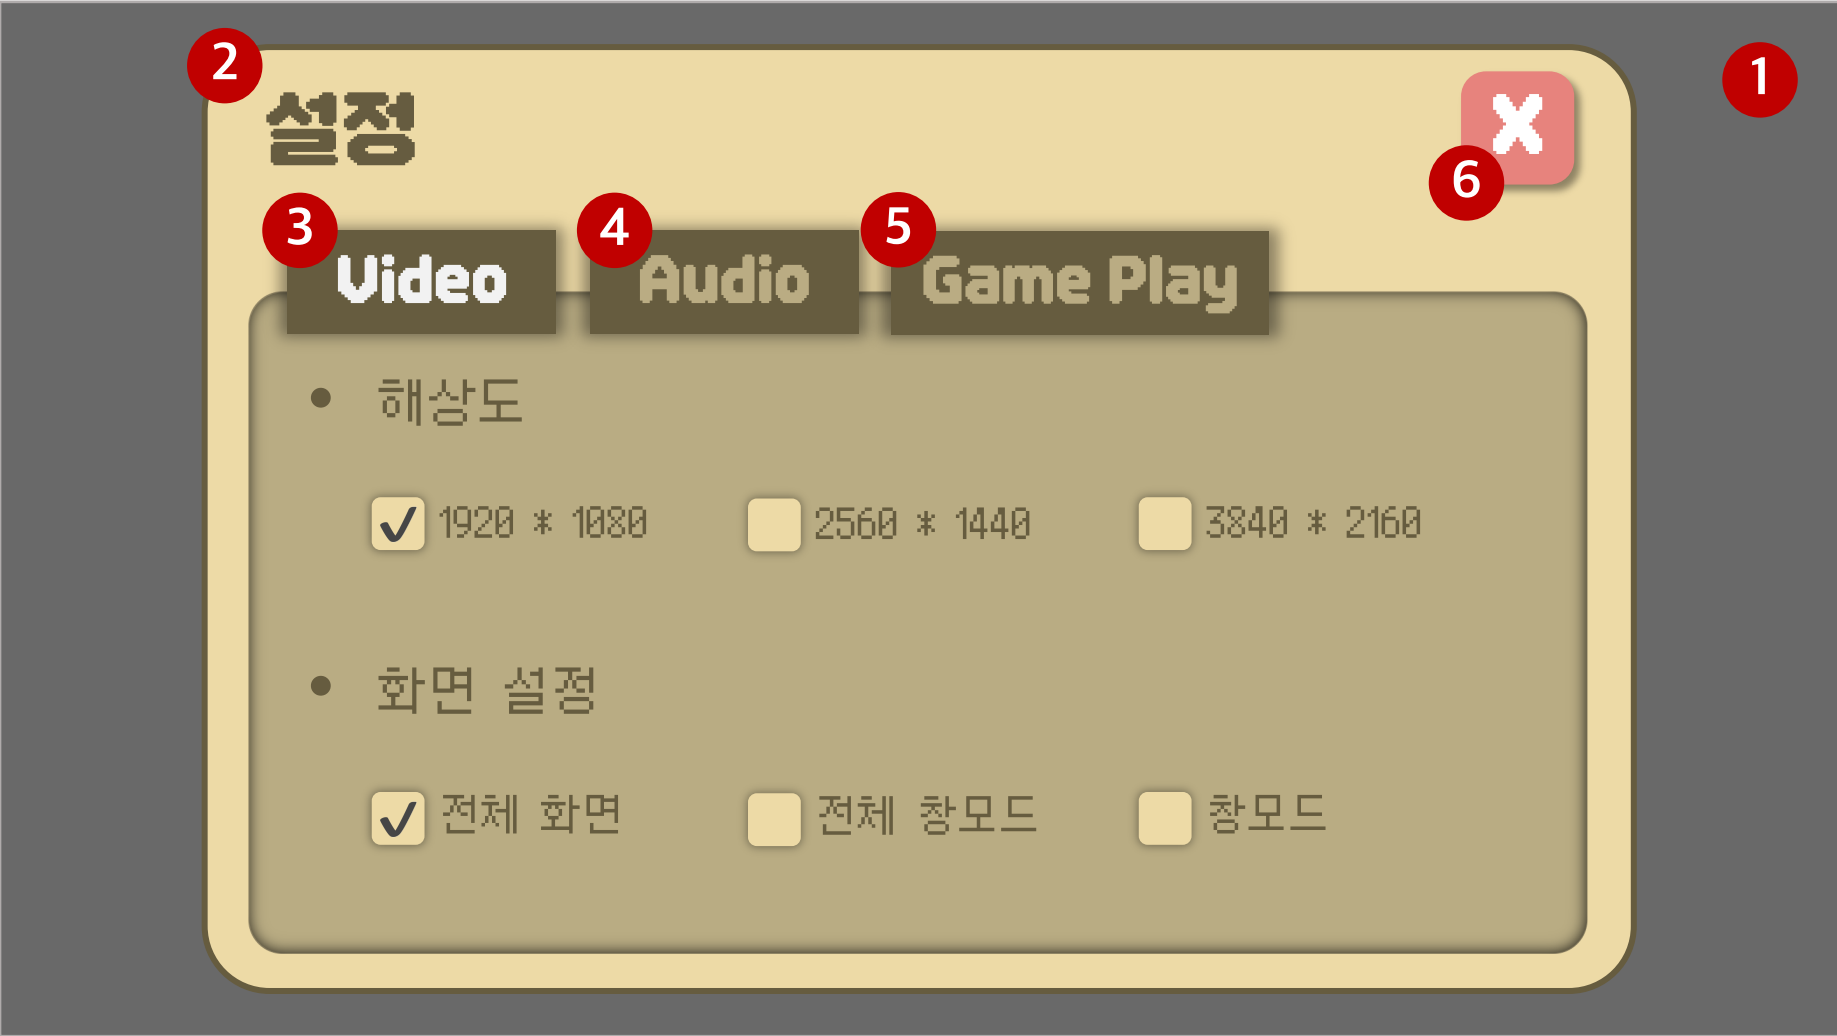 2
1
설정
X
6
3
4
5
Video
Audio
Game Play
• 해상도
✓ 1920 * 1080
2560 * 1440
3840 * 2160
• 화면 설정
✓ 전체 화면
전체 창모드
창모드